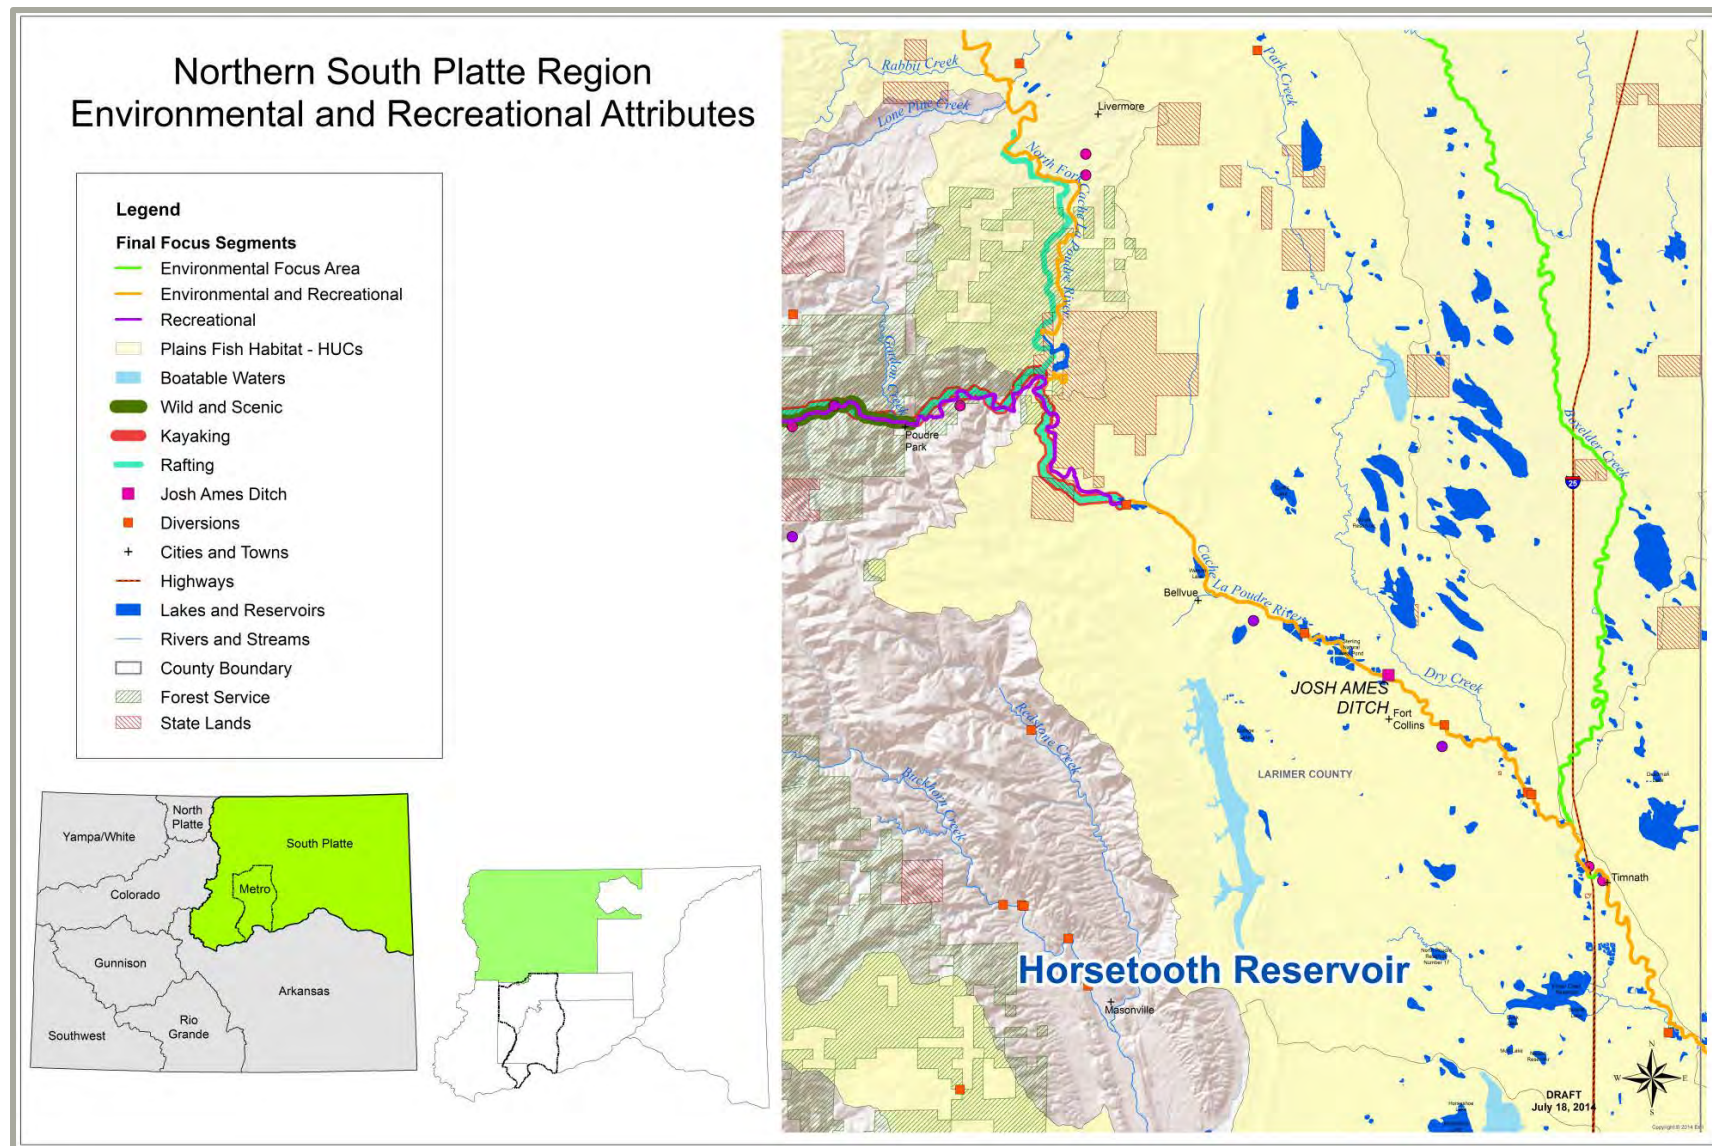 Northern South Platte Region
Environmental and Recreational Attributes
Legend
Final Focus Segments
Environmental Focus Area
Environmental and Recreational
Recreational
Plains Fish Habitat - HUCs
Boatable Waters
Wild and Scenic
Kayaking
Rafting
Josh Ames Ditch
Diversions
Cities and Towns
Highways
Lakes and Reservoirs
Rivers and Streams
County Boundary
Forest Service
State Lands
Yampa/White
North
Platte
South Platte
Metro
Colorado
Gunnison
Arkansas
Rio
Grande
Southwest
Rabbit Creek
Lone Pine Creek
Livermore
Park Creek
North Fork Cache La Poudre River
Gordon Creek
Poudre
Park
Boxelder Creek
25
Cache La Poudre River
Bellvue
JOSH AMES
DITCH
Dry Creek
Fort
Collins
LARIMER COUNTY
Redstone Creek
Buckhorn Creek
Timnath
Horsetooth Reservoir
Masonville
N
W
E
S
DRAFT
July 18, 2014